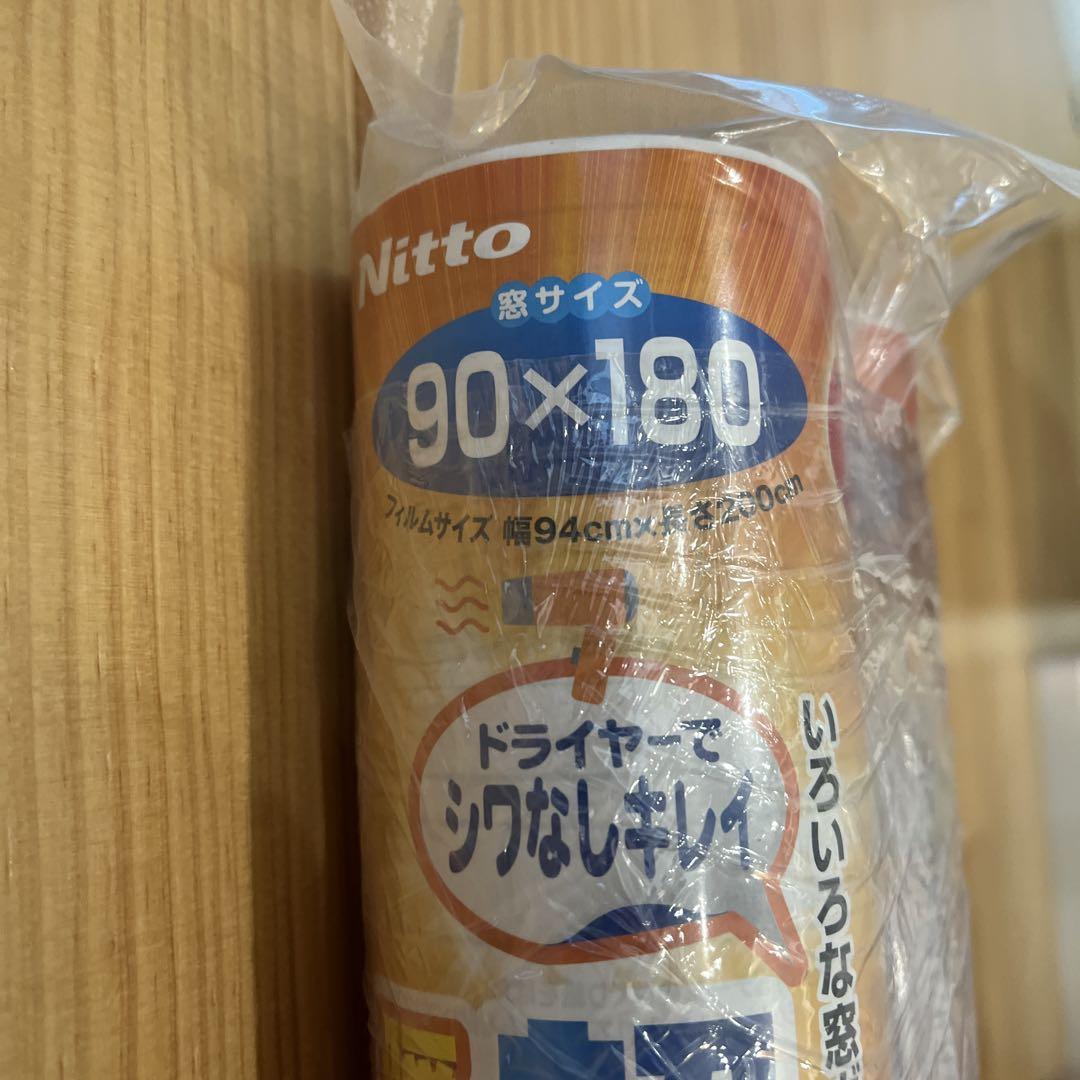 Nitto
窓サイズ
90×180
フィルムサイズ 幅94cm×長さ200cm
ドライヤーで
シワなしキレイ
いろいろな窓が